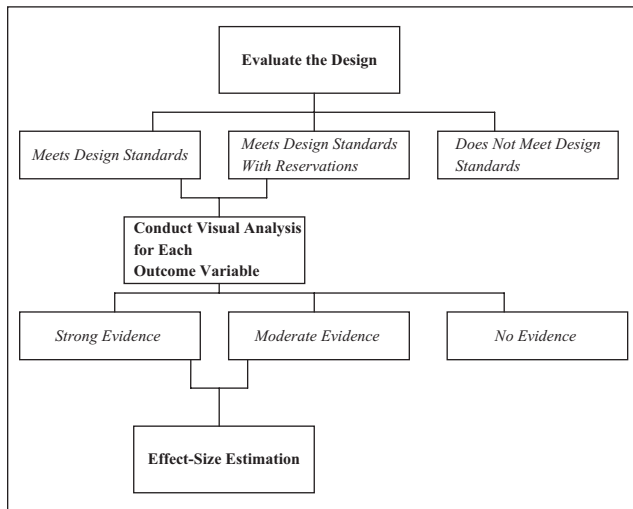 Evaluate the Design
Meets Design Standards
Meets Design Standards
With Reservations
Does Not Meet Design
Standards
Conduct Visual Analysis
for Each
Outcome Variable
Strong Evidence
Moderate Evidence
No Evidence
Effect-Size Estimation